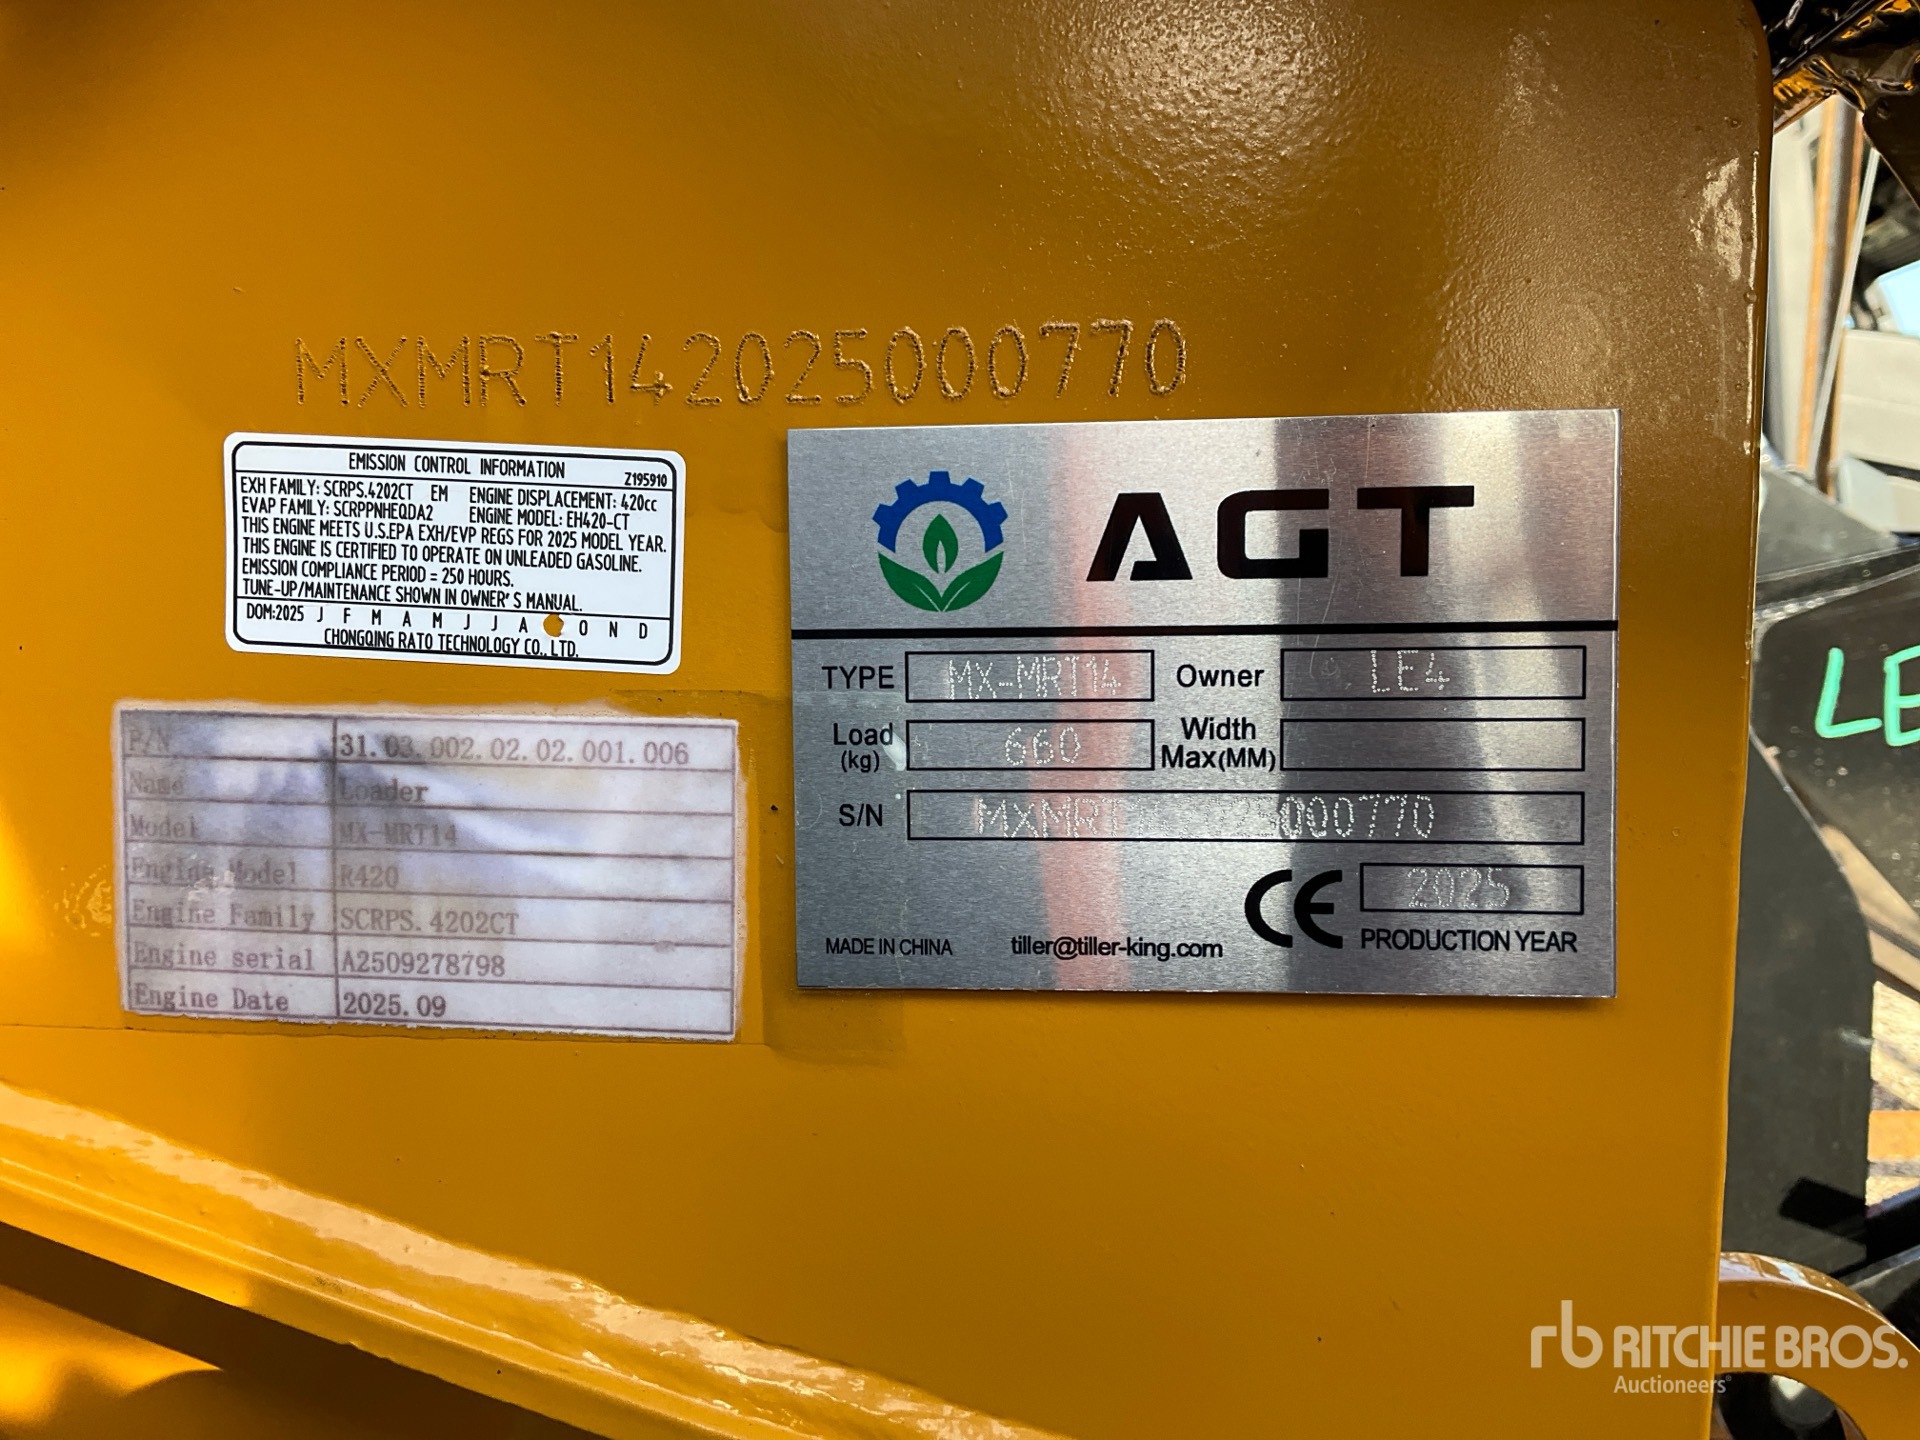 MXMRT142025000770
EMISSION CONTROL INFORMATION Z195910
EXH FAMILY: SCRPS.4202CT EM ENGINE DISPLACEMENT: 420cc
EVAP FAMILY: SCRPPNHEQDA2 ENGINE MODEL: EH420-CT
THIS ENGINE MEETS U.S.EPA EXH/EVP REGS FOR 2025 MODEL YEAR.
THIS ENGINE IS CERTIFIED TO OPERATE ON UNLEADED GASOLINE.
EMISSION COMPLIANCE PERIOD = 250 HOURS.
TUNE-UP/MAINTENANCE SHOWN IN OWNER'S MANUAL.
DOM:2025 J F M A M J J A O N D
CHONGQING RATO TECHNOLOGY CO., LTD.
P/N 31.03.002.02.02.001.006
Name Loader
Model MX-MRT14
Engine Model R420
Engine Family SCRPS.4202CT
Engine serial A2509278798
Engine Date 2025.09
AGT
TYPE MX-MRT14 Owner LE4
Load (kg) 660 Width Max(MM)
S/N MXMRT142025000770
CE 2025
MADE IN CHINA tiller@tiller-king.com PRODUCTION YEAR
LE
rb RITCHIE BROS.
Auctioneers